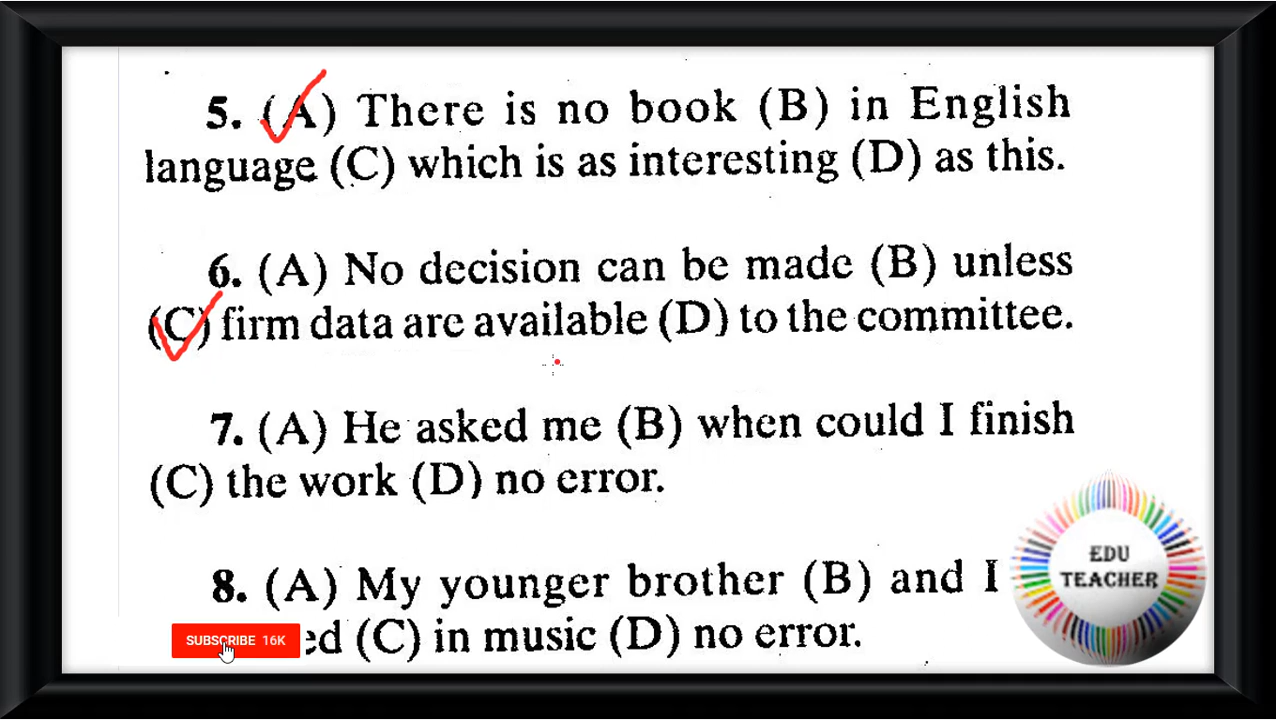 5. (A) There is no book (B) in English
language (C) which is as interesting (D) as this.
6. (A) No decision can be made (B) unless
(C) firm data are available (D) to the committee.
7. (A) He asked me (B) when could I finish
(C) the work (D) no error.
8. (A) My younger brother (B) and I
ed (C) in music (D) no error.
SUBSCRIBE 16K
EDU
TEACHER